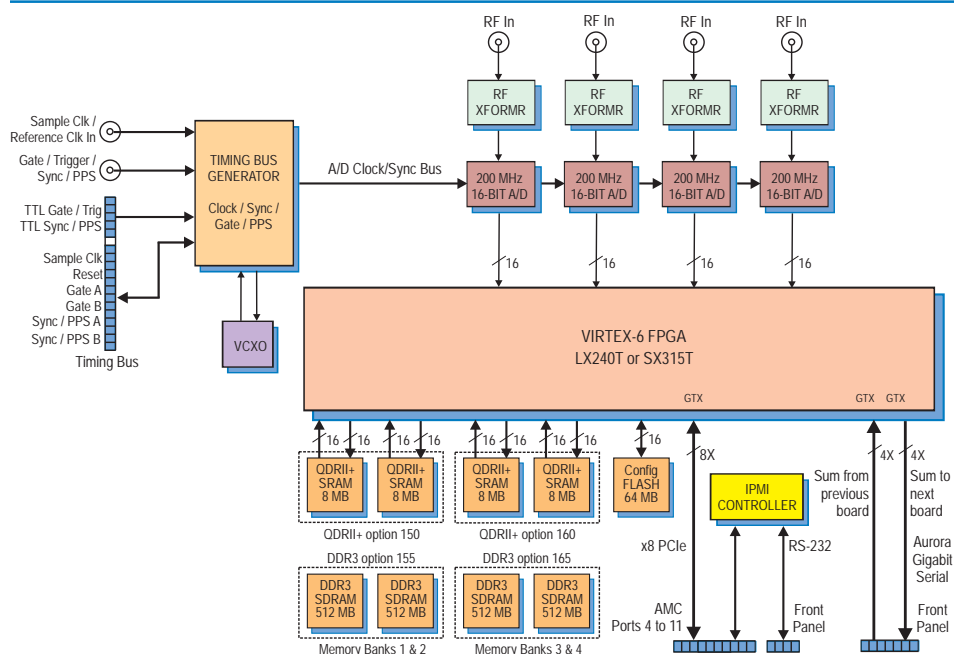 RF In
RF In
RF In
RF In
RF
XFORMR
RF
XFORMR
RF
XFORMR
RF
XFORMR
Sample Clk /
Reference Clk In
Gate / Trigger /
Sync / PPS
TTL Gate / Trig
TTL Sync / PPS
Sample Clk
Reset
Gate A
Gate B
Sync / PPS A
Sync / PPS B
Timing Bus
TIMING BUS
GENERATOR
Clock / Sync /
Gate / PPS
VCXO
A/D Clock/Sync Bus
200 MHz
16-BIT A/D
200 MHz
16-BIT A/D
200 MHz
16-BIT A/D
200 MHz
16-BIT A/D
16
16
16
16
VIRTEX-6 FPGA
LX240T or SX315T
GTX
GTX
GTX
16
16
16
16
16
16
16
16
16
8X
4X
4X
QDRII+
SRAM
8 MB
QDRII+
SRAM
8 MB
QDRII+ option 150
QDRII+
SRAM
8 MB
QDRII+
SRAM
8 MB
QDRII+ option 160
Config
FLASH
64 MB
IPMI
CONTROLLER
Sum from
previous
board
Sum to
next
board
x8 PCIe
RS-232
Aurora
Gigabit
Serial
DDR3 option 155
DDR3
SDRAM
512 MB
DDR3
SDRAM
512 MB
Memory Banks 1 & 2
DDR3 option 165
DDR3
SDRAM
512 MB
DDR3
SDRAM
512 MB
Memory Banks 3 & 4
AMC
Ports 4 to 11
Front
Panel
Front
Panel